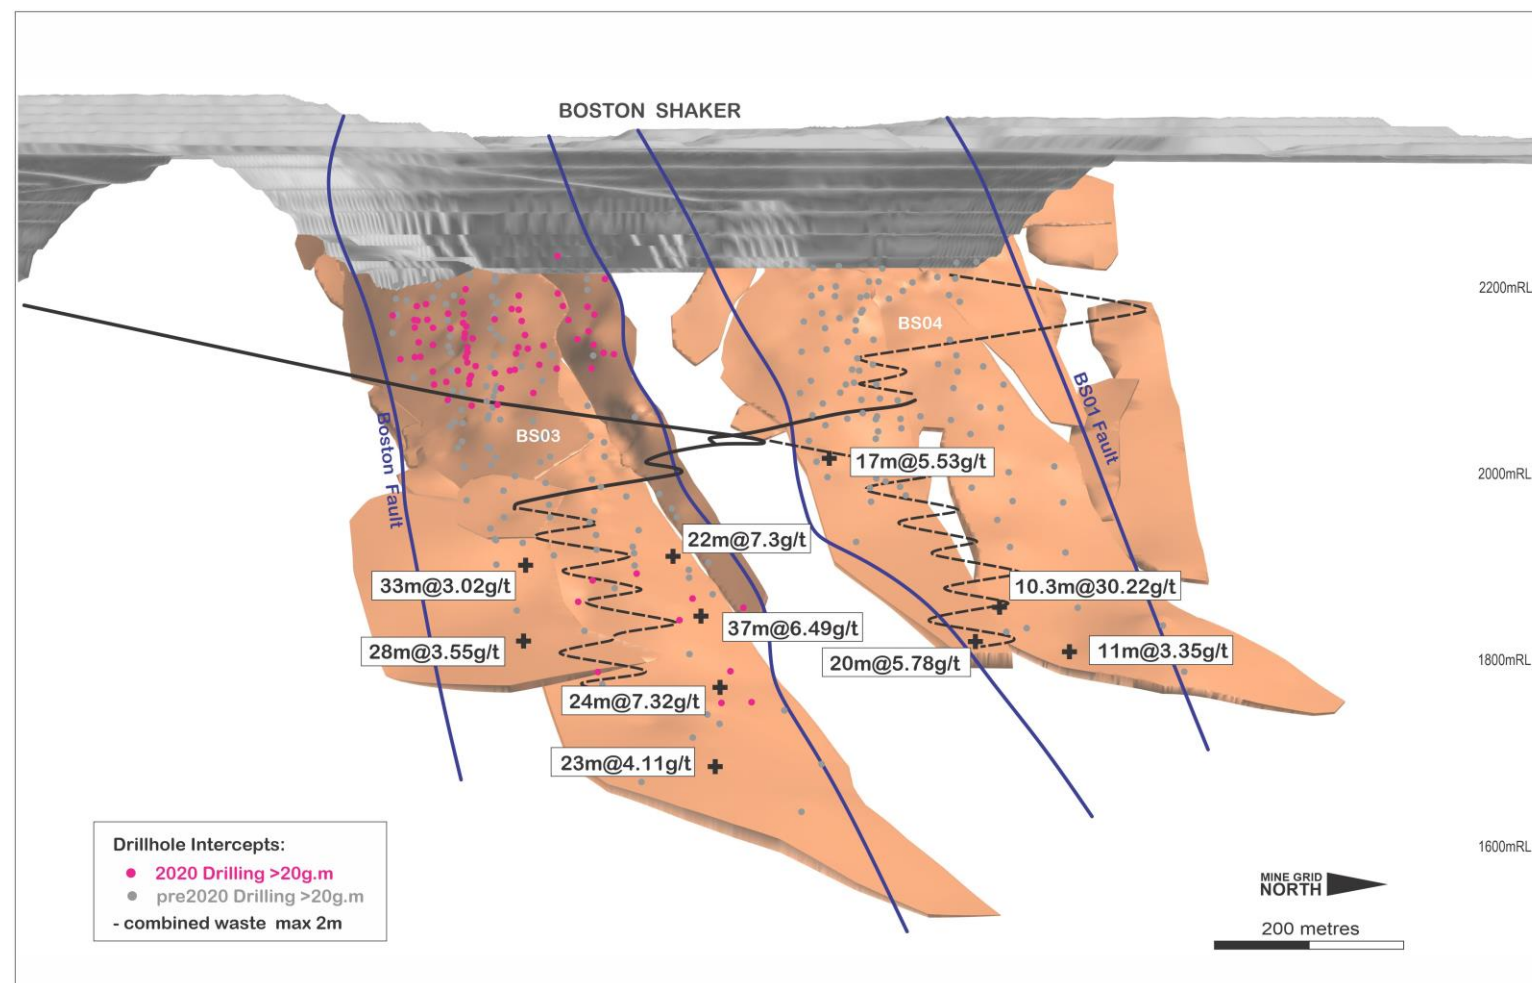 BOSTON SHAKER
2200mRL
BS04
BS03
Boston Fault
BS01 Fault
17m@5.53g/t
2000mRL
22m@7.3g/t
33m@3.02g/t
10.3m@30.22g/t
37m@6.49g/t
28m@3.55g/t
20m@5.78g/t
11m@3.35g/t
1800mRL
24m@7.32g/t
23m@4.11g/t
1600mRL
Drillhole Intercepts:
2020 Drilling >20g.m
pre2020 Drilling >20g.m
- combined waste max 2m
MINE GRID
NORTH
200 metres